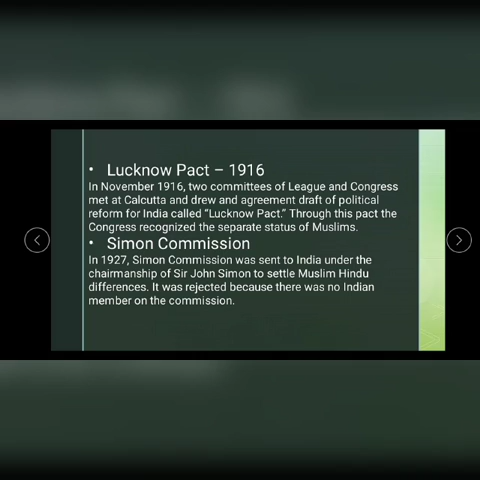 • Lucknow Pact – 1916
In November 1916, two committees of League and Congress
met at Calcutta and drew and agreement draft of political
reform for India called “Lucknow Pact.” Through this pact the
Congress recognized the separate status of Muslims.
• Simon Commission
In 1927, Simon Commission was sent to India under the
chairmanship of Sir John Simon to settle Muslim Hindu
differences. It was rejected because there was no Indian
member on the commission.